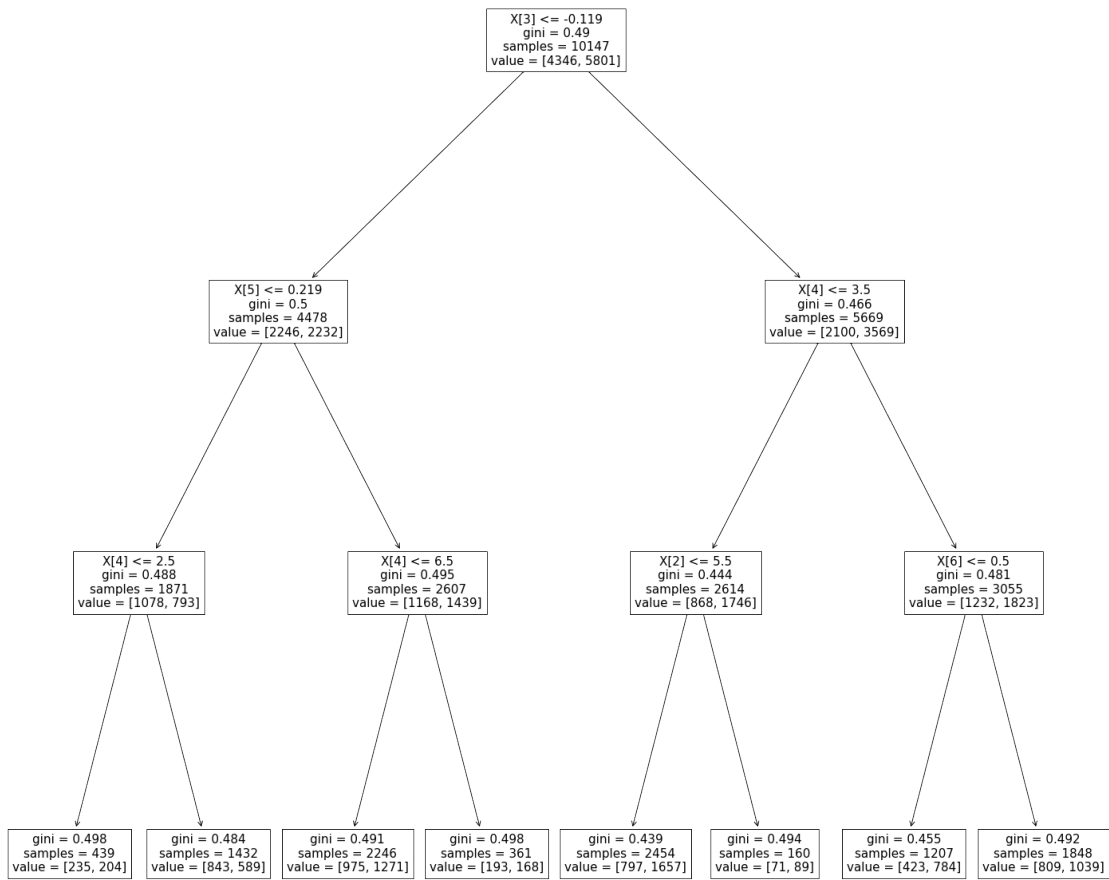 X[3] <= -0.119
gini = 0.49
samples = 10147
value = [4346, 5801]
X[5] <= 0.219
gini = 0.5
samples = 4478
value = [2246, 2232]
X[4] <= 3.5
gini = 0.466
samples = 5669
value = [2100, 3569]
X[4] <= 2.5
gini = 0.488
samples = 1871
value = [1078, 793]
X[4] <= 6.5
gini = 0.495
samples = 2607
value = [1168, 1439]
X[2] <= 5.5
gini = 0.444
samples = 2614
value = [868, 1746]
X[6] <= 0.5
gini = 0.481
samples = 3055
value = [1232, 1823]
gini = 0.498
samples = 439
value = [235, 204]
gini = 0.484
samples = 1432
value = [843, 589]
gini = 0.491
samples = 2246
value = [975, 1271]
gini = 0.498
samples = 361
value = [193, 168]
gini = 0.439
samples = 2454
value = [797, 1657]
gini = 0.494
samples = 160
value = [71, 89]
gini = 0.455
samples = 1207
value = [423, 784]
gini = 0.492
samples = 1848
value = [809, 1039]